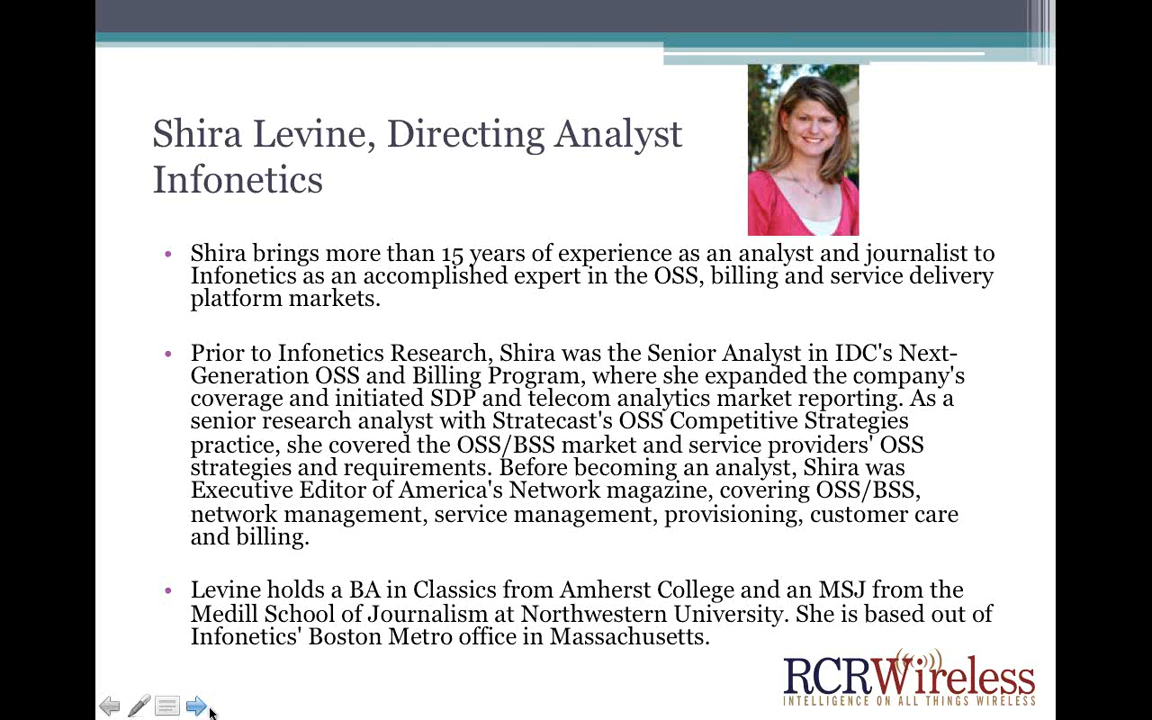 Shira Levine, Directing Analyst
Infonetics
• Shira brings more than 15 years of experience as an analyst and journalist to
Infonetics as an accomplished expert in the OSS, billing and service delivery
platform markets.
• Prior to Infonetics Research, Shira was the Senior Analyst in IDC's Next-
Generation OSS and Billing Program, where she expanded the company's
coverage and initiated SDP and telecom analytics market reporting. As a
senior research analyst with Stratecast's OSS Competitive Strategies
practice, she covered the OSS/BSS market and service providers' OSS
strategies and requirements. Before becoming an analyst, Shira was
Executive Editor of America's Network magazine, covering OSS/BSS,
network management, service management, provisioning, customer care
and billing.
• Levine holds a BA in Classics from Amherst College and an MSJ from the
Medill School of Journalism at Northwestern University. She is based out of
Infonetics' Boston Metro office in Massachusetts.
RCRWireless
INTELLIGENCE ON ALL THINGS WIRELESS